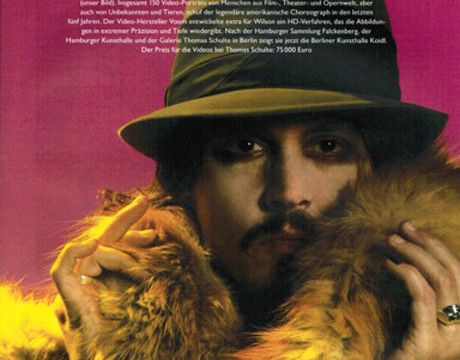 (unser Bild). Insgesamt 150 Video-Porträts von Menschen aus Film-, Theater- und Opernwelt, aber
auch von Unbekannten und Tieren, schuf der legendäre amerikanische Choreograph in den letzten
fünf Jahren. Der Video-Hersteller Voom entwickelte extra für Wilson ein HD-Verfahren, das die Abbildun-
gen in extremer Präzision und Tiefe wiedergibt. Nach der Hamburger Sammlung Falckenberg, der
Hamburger Kunsthalle und der Galerie Thomas Schulte in Berlin zeigt sie jetzt die Berliner Kunsthalle Koidl.
Der Preis für die Videos bei Thomas Schulte: 75 000 Euro